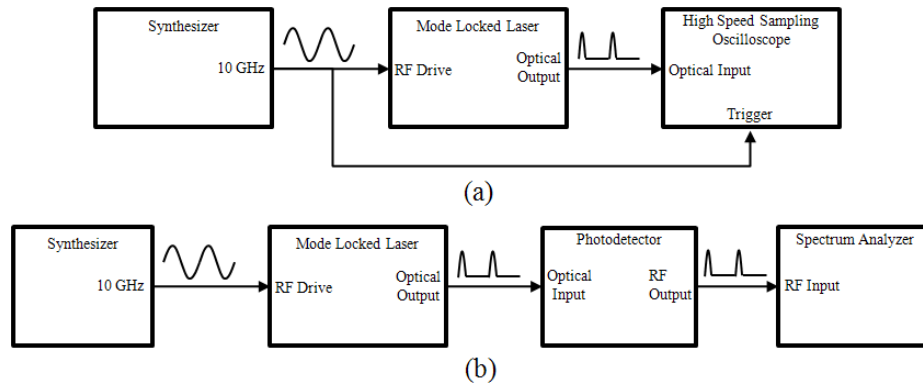 Synthesizer
10 GHz
Mode Locked Laser
RF Drive
Optical
Output
High Speed Sampling
Oscilloscope
Optical Input
Trigger
(a)
Synthesizer
10 GHz
Mode Locked Laser
RF Drive
Optical
Output
Photodetector
Optical
Input
RF
Output
Spectrum Analyzer
RF Input
(b)